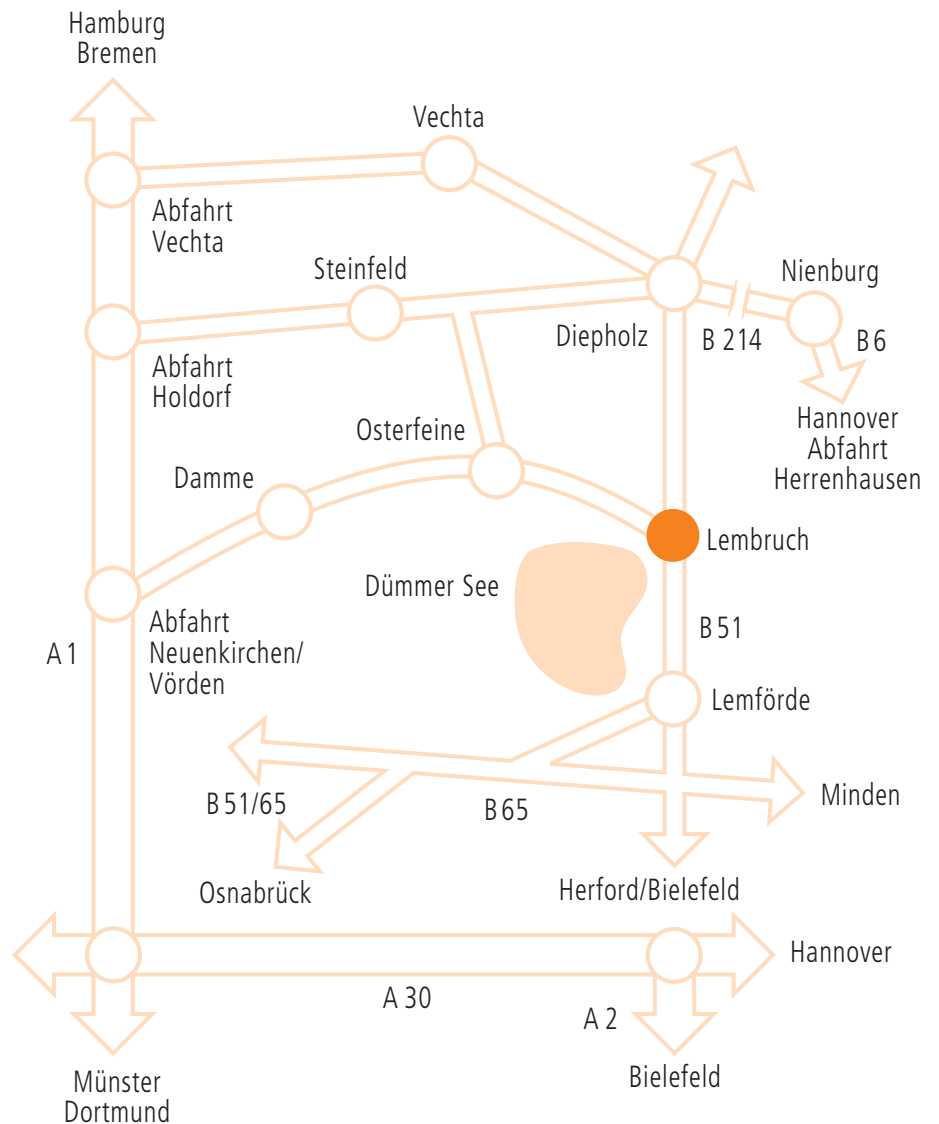 Hamburg
Bremen
Vechta
Abfahrt
Vechta
Steinfeld
Nienburg
Diepholz
B 214
B 6
Abfahrt
Holdorf
Hannover
Abfahrt
Herrenhausen
Osterfeine
Damme
Lembruch
Dümmer See
Abfahrt
Neuenkirchen/
Vörden
A 1
B 51
Lemförde
B 51/65
B 65
Minden
Osnabrück
Herford/Bielefeld
Hannover
A 30
A 2
Münster
Dortmund
Bielefeld